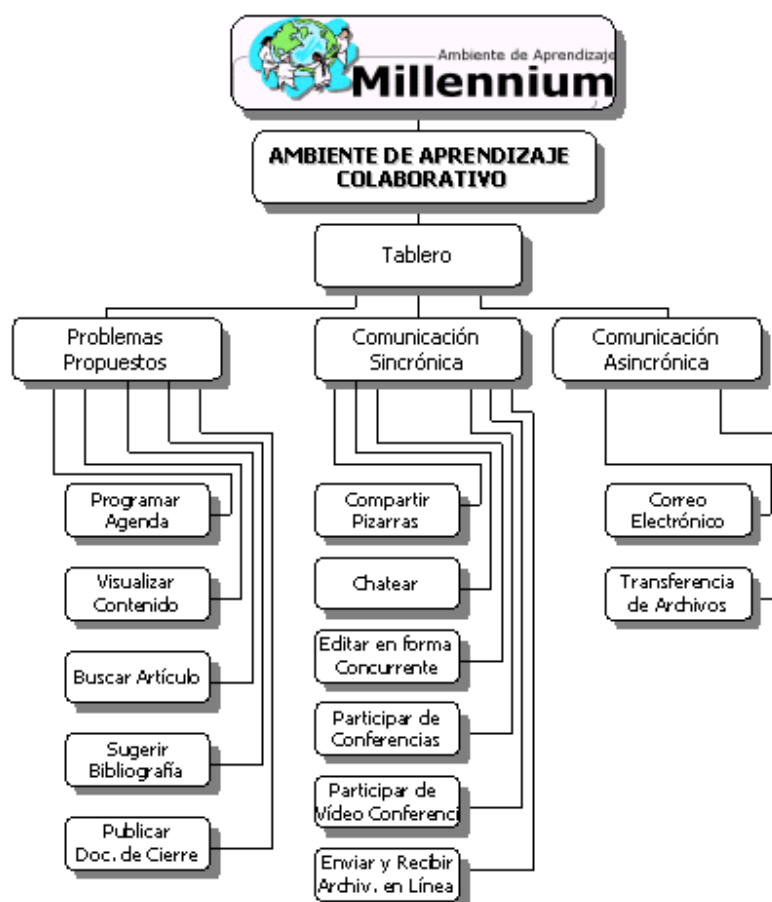 Ambiente de Aprendizaje
Millennium
AMBIENTE DE APRENDIZAJE
COLABORATIVO
Tablero
Problemas
Propuestos
Programar
Agenda
Visualizar
Contenido
Buscar Artículo
Sugerir
Bibliografía
Publicar
Doc. de Cierre
Comunicación
Sincrónica
Compartir
Pizarras
Chatear
Editar en forma
Concurrente
Participar de
Conferencias
Participar de
Vídeo Conferenci
Enviar y Recibir
Archiv. en Línea
Comunicación
Asincrónica
Correo
Electrónico
Transferencia
de Archivos